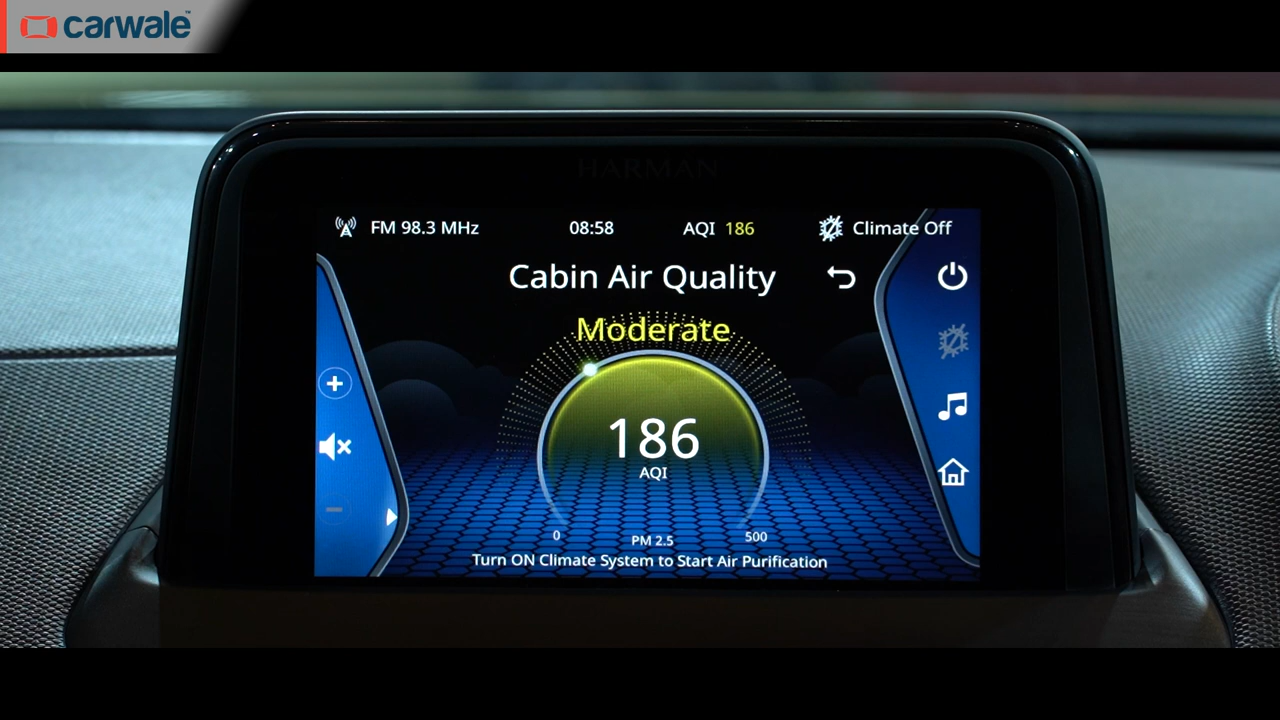 carwale™
HARMAN
FM 98.3 MHz 08:58 AQI 186 Climate Off
Cabin Air Quality
Moderate
186
AQI
0 PM 2.5 500
Turn ON Climate System to Start Air Purification